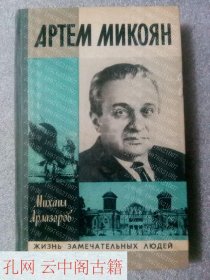 АРТЕМ МИКОЯН
Михаил
Арлазоров
ЖИЗНЬ ЗАМЕЧАТЕЛЬНЫХ ЛЮДЕЙ
孔网 云中阁古籍